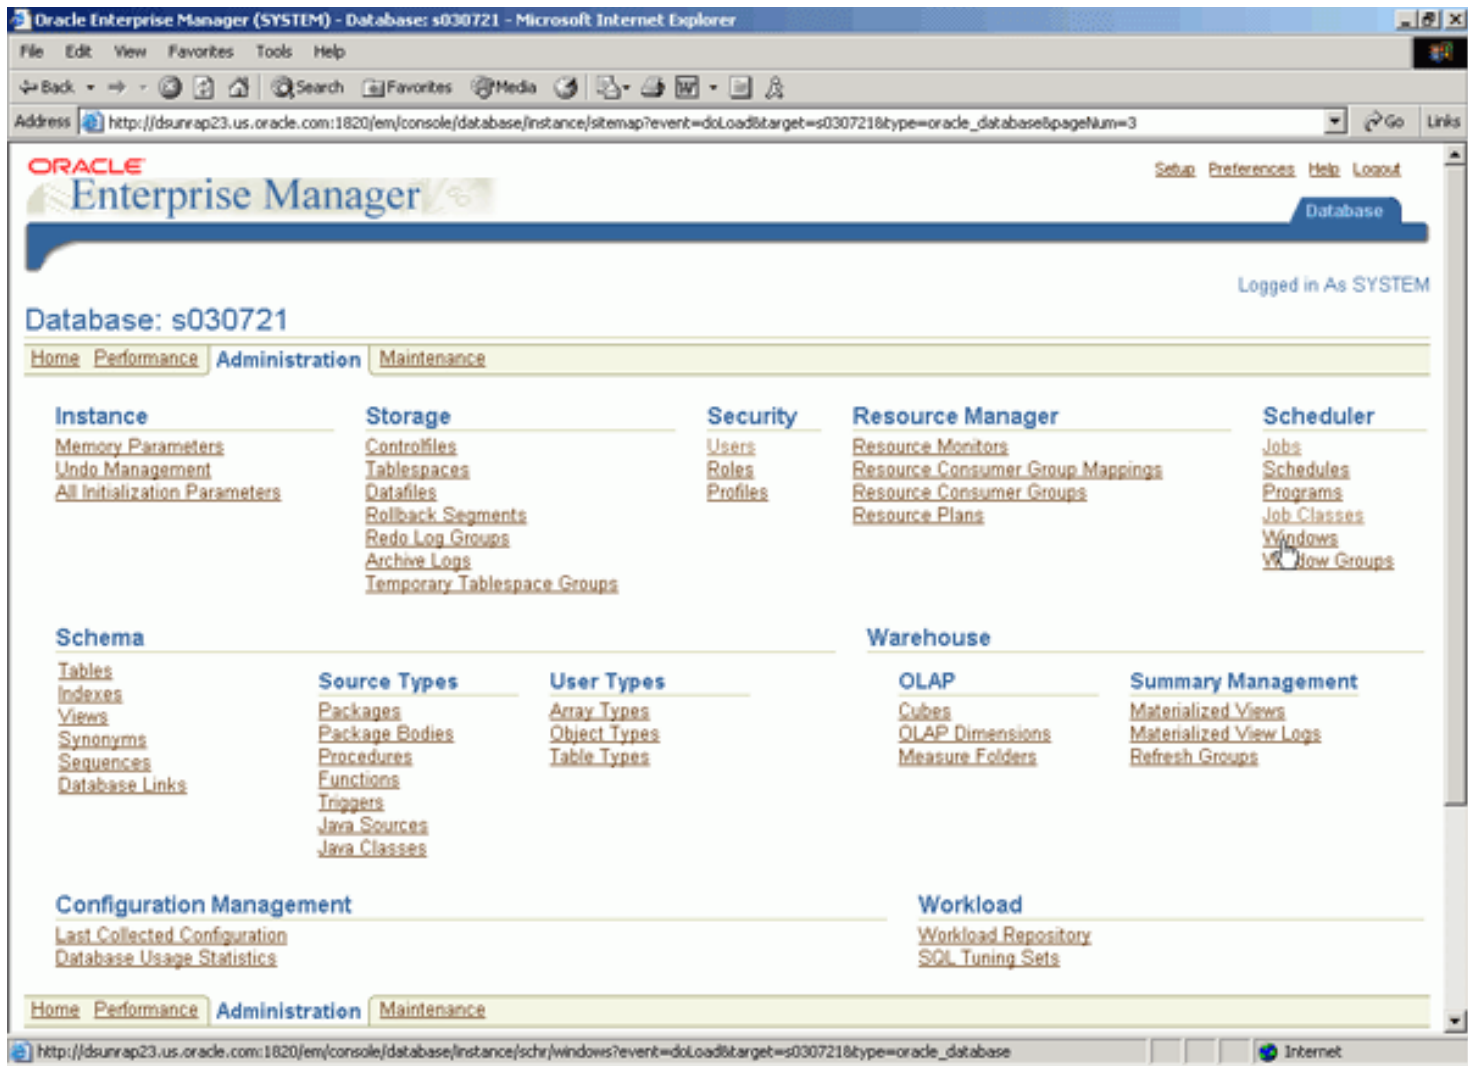 Oracle Enterprise Manager (SYSTEM) - Database: s030721 - Microsoft Internet Explorer
File Edit View Favorites Tools Help
Back Search Favorites Media
Address http://dsunrap23.us.oracle.com:1820/em/console/database/instance/sitemap?event=doLoad&target=s030721&type=oracle_database&pageNum=3 Go Links
ORACLE
Enterprise Manager
Setup Preferences Help Logout
Database
Logged in As SYSTEM
Database: s030721
Home Performance Administration Maintenance
Instance
Memory Parameters
Undo Management
All Initialization Parameters
Storage
Controlfiles
Tablespaces
Datafiles
Rollback Segments
Redo Log Groups
Archive Logs
Temporary Tablespace Groups
Security
Users
Roles
Profiles
Resource Manager
Resource Monitors
Resource Consumer Group Mappings
Resource Consumer Groups
Resource Plans
Scheduler
Jobs
Schedules
Programs
Job Classes
Windows
Window Groups
Schema
Tables
Indexes
Views
Synonyms
Sequences
Database Links
Source Types
Packages
Package Bodies
Procedures
Functions
Triggers
Java Sources
Java Classes
User Types
Array Types
Object Types
Table Types
Warehouse
OLAP
Cubes
OLAP Dimensions
Measure Folders
Summary Management
Materialized Views
Materialized View Logs
Refresh Groups
Configuration Management
Last Collected Configuration
Database Usage Statistics
Workload
Workload Repository
SQL Tuning Sets
Home Performance Administration Maintenance
http://dsunrap23.us.oracle.com:1820/em/console/database/instance/schr/windows?event=doLoad&target=s030721&type=oracle_database Internet